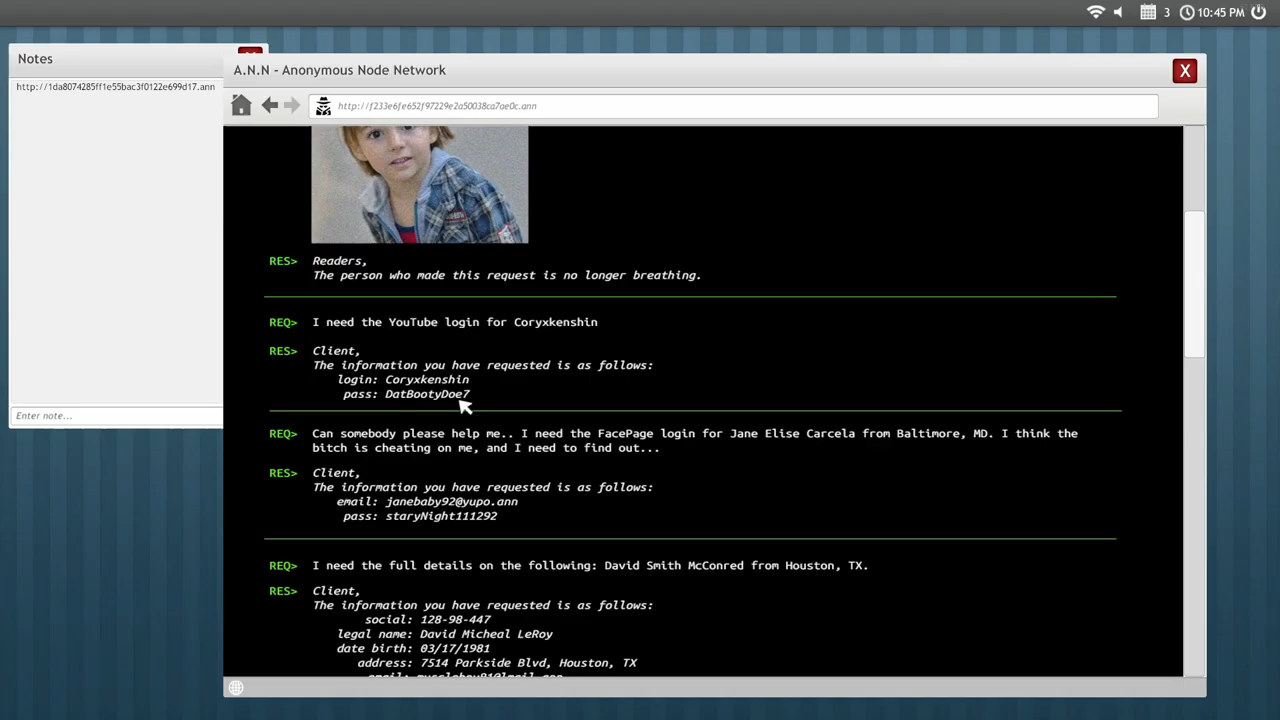 3 10:45 PM
Notes
http://1da8074285ff1e55bac3f0122e699d17.ann
Enter note...
A.N.N - Anonymous Node Network
X
http://f233e6fe652f97229e2a50038ca7ae0c.ann
RES> Readers,
The person who made this request is no longer breathing.
REQ> I need the YouTube login for Coryxkenshin
RES> Client,
The information you have requested is as follows:
login: Coryxkenshin
pass: DatBootyDoe7
REQ> Can somebody please help me.. I need the FacePage login for Jane Elise Carcela from Baltimore, MD. I think the
bitch is cheating on me, and I need to find out...
RES> Client,
The information you have requested is as follows:
email: janebaby92@yupo.ann
pass: staryNight111292
REQ> I need the full details on the following: David Smith McConred from Houston, TX.
RES> Client,
The information you have requested is as follows:
social: 128-98-447
legal name: David Micheal LeRoy
date birth: 03/17/1981
address: 7514 Parkside Blvd, Houston, TX